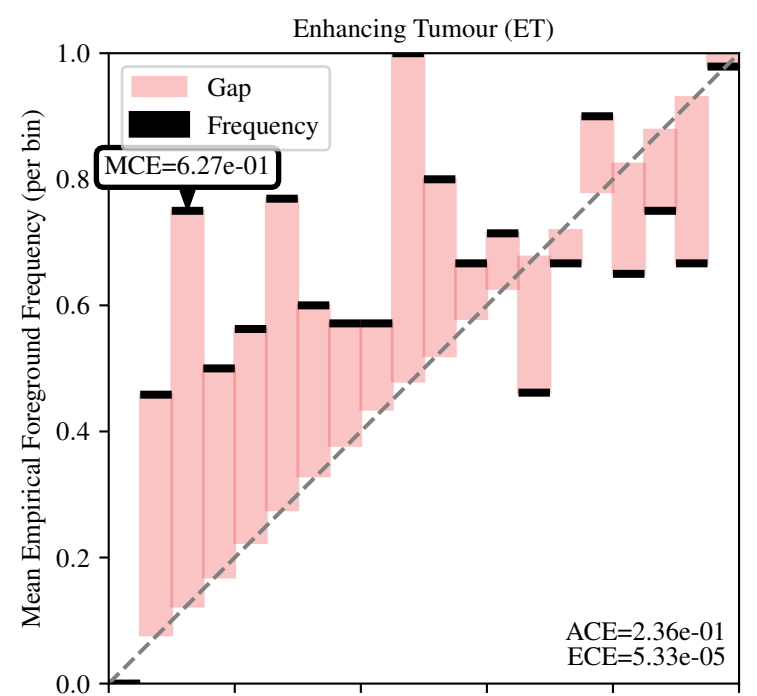 Enhancing Tumour (ET)
Mean Empirical Foreground Frequency (per bin)
1.0
0.8
0.6
0.4
0.2
0.0
Gap
Frequency
MCE=6.27e-01
ACE=2.36e-01
ECE=5.33e-05